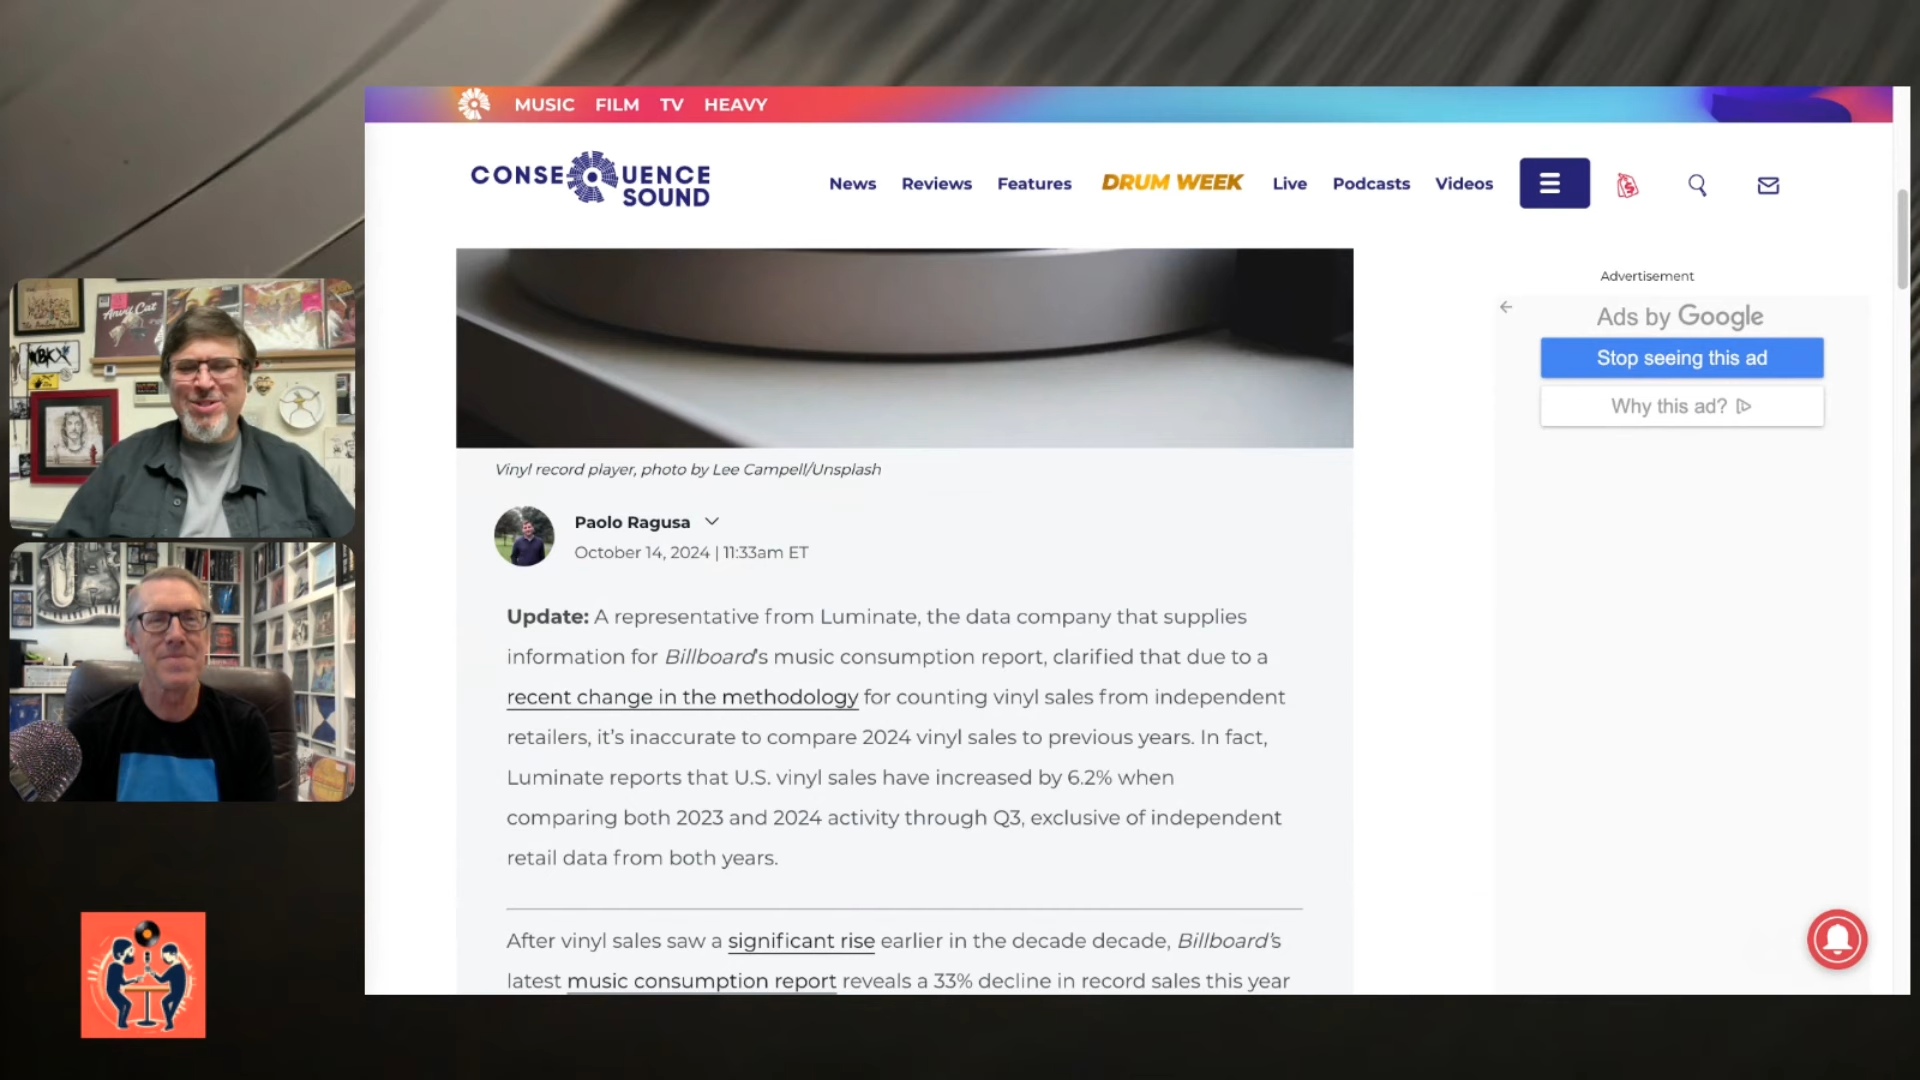 MUSIC FILM TV HEAVY
CONSEQUENCE
SOUND
News Reviews Features DRUM WEEK Live Podcasts Videos
Advertisement
Ads by Google
Stop seeing this ad
Why this ad?
Anvil Cat
WBKX
Vinyl record player, photo by Lee Campell/Unsplash
Paolo Ragusa
October 14, 2024 | 11:33am ET
Update: A representative from Luminate, the data company that supplies
information for Billboard's music consumption report, clarified that due to a
recent change in the methodology for counting vinyl sales from independent
retailers, it's inaccurate to compare 2024 vinyl sales to previous years. In fact,
Luminate reports that U.S. vinyl sales have increased by 6.2% when
comparing both 2023 and 2024 activity through Q3, exclusive of independent
retail data from both years.
After vinyl sales saw a significant rise earlier in the decade decade, Billboard's
latest music consumption report reveals a 33% decline in record sales this year